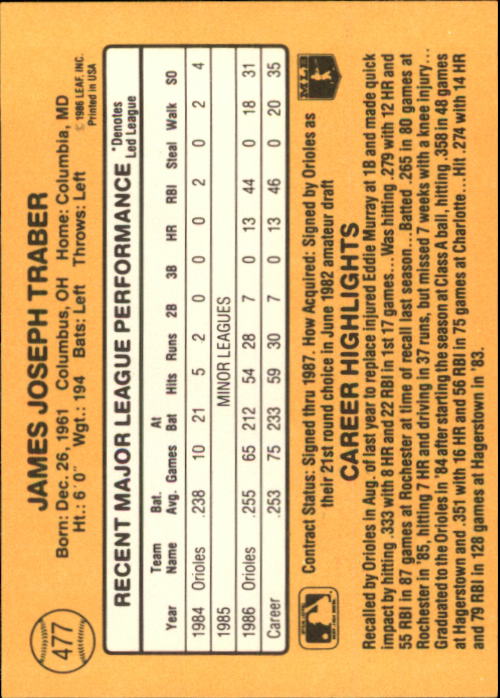 477
JAMES JOSEPH TRABER
Born: Dec. 26, 1961 Columbus, OH Home: Columbia, MD
Ht.: 6'0" Wgt.: 194 Bats: Left Throws: Left
© 1986 LEAF, INC.
Printed in USA
RECENT MAJOR LEAGUE PERFORMANCE *Denotes Led League
Year Team Name Bat. Avg. Games At Bat Hits Runs 2B 3B HR RBI Steal Walk SO
1984 Orioles .238 10 21 5 2 0 0 0 2 0 2 4
1985 MINOR LEAGUES
1986 Orioles .255 65 212 54 28 7 0 13 44 0 18 31
Career .253 75 233 59 30 7 0 13 46 0 20 35
Contract Status: Signed thru 1987. How Acquired: Signed by Orioles as
their 21st round choice in June 1982 amateur draft
MLB
CAREER HIGHLIGHTS
Recalled by Orioles in Aug. of last year to replace injured Eddie Murray at 1B and made quick
impact by hitting .333 with 8 HR and 22 RBI in 1st 17 games...Was hitting .279 with 12 HR and
55 RBI in 87 games at Rochester at time of recall last season...Batted .265 in 80 games at
Rochester in '85, hitting 7 HR and driving in 37 runs, but missed 7 weeks with a knee injury...
Graduated to the Orioles in '84 after starting the season at Class A ball, hitting .358 in 48 games
at Hagerstown and .351 with 16 HR and 56 RBI in 75 games at Charlotte...Hit .274 with 14 HR
and 79 RBI in 128 games at Hagerstown in '83.